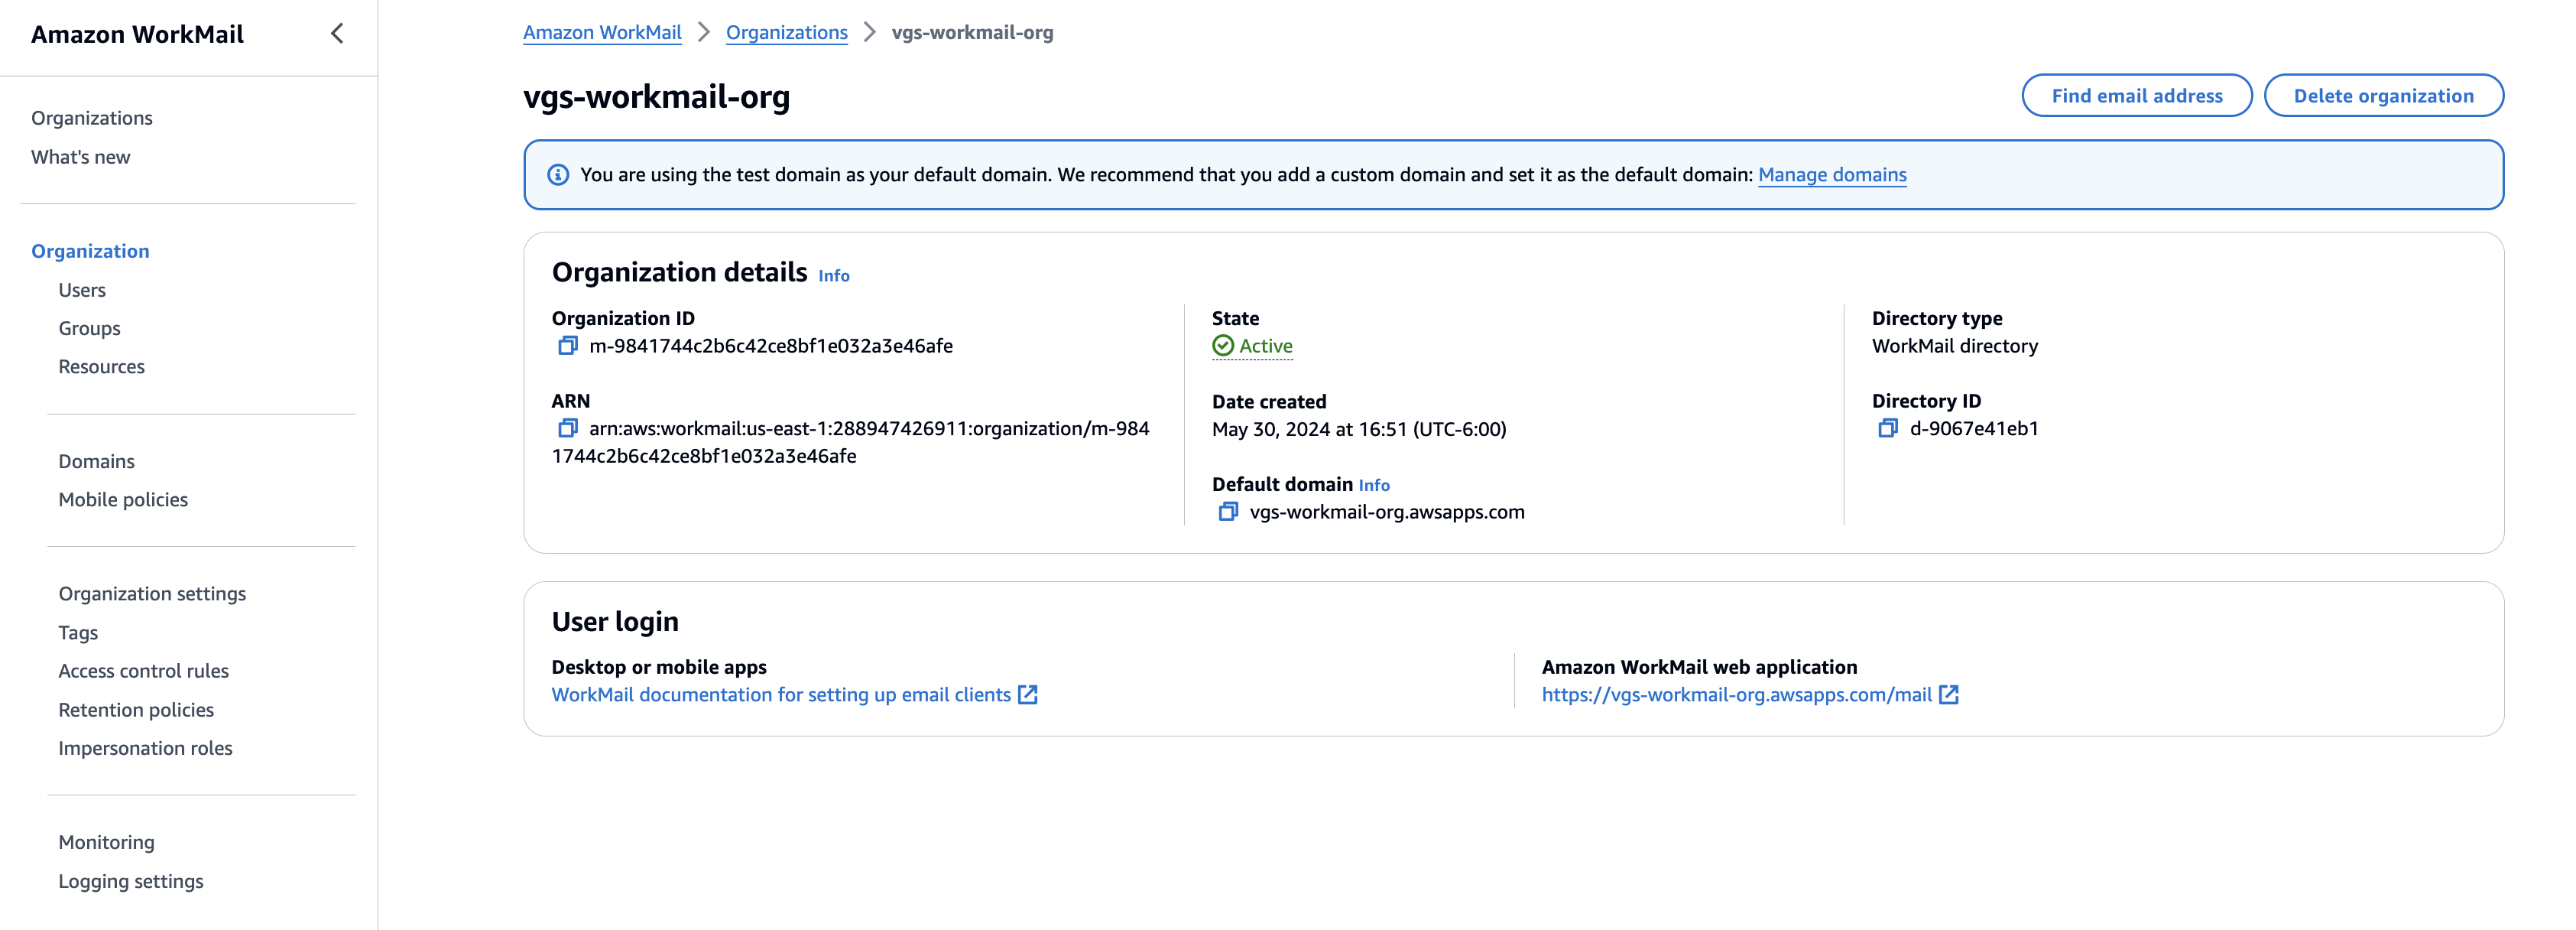 Amazon WorkMail
Organizations
What's new
Organization
Users
Groups
Resources
Domains
Mobile policies
Organization settings
Tags
Access control rules
Retention policies
Impersonation roles
Monitoring
Logging settings
Amazon WorkMail > Organizations > vgs-workmail-org
vgs-workmail-org
Find email address
Delete organization
You are using the test domain as your default domain. We recommend that you add a custom domain and set it as the default domain: Manage domains
Organization details Info
Organization ID
m-9841744c2b6c42ce8bf1e032a3e46afe
ARN
arn:aws:workmail:us-east-1:288947426911:organization/m-984
1744c2b6c42ce8bf1e032a3e46afe
State
Active
Date created
May 30, 2024 at 16:51 (UTC-6:00)
Default domain Info
vgs-workmail-org.awsapps.com
Directory type
WorkMail directory
Directory ID
d-9067e41eb1
User login
Desktop or mobile apps
WorkMail documentation for setting up email clients
Amazon WorkMail web application
https://vgs-workmail-org.awsapps.com/mail